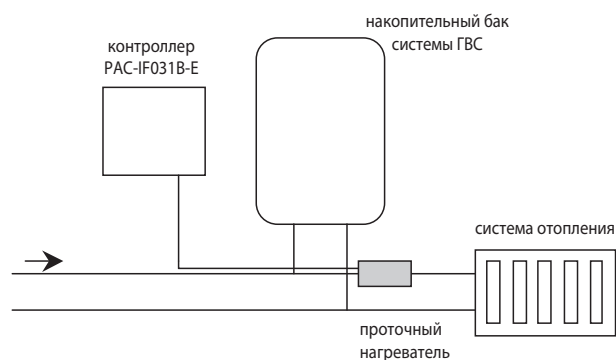 накопительный бак
системы ГВС
контроллер
PAC-IF031B-E
система отопления
проточный
нагреватель